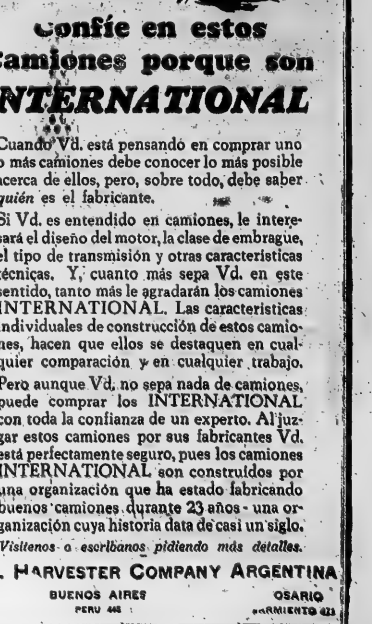 Confíe en estos
Camiones porque son
INTERNATIONAL
Cuando Vd. está pensando en comprar uno
o más camiones debe conocer lo más posible
acerca de ellos, pero, sobre todo, debe saber
quién es el fabricante.
Si Vd. es entendido en camiones, le intere-
sará el diseño del motor, la clase de embrague,
el tipo de transmisión y otras características
técnicas. Y, cuanto más sepa Vd. en este
sentido, tanto más le agradarán los camiones
INTERNATIONAL. Las características
individuales de construcción de estos camio-
nes, hacen que ellos se destaquen en cual-
quier comparación y en cualquier trabajo.
Pero aunque Vd. no sepa nada de camiones,
puede comprar los INTERNATIONAL
con toda la confianza de un experto. Al juz-
gar estos camiones por sus fabricantes Vd.
está perfectamente seguro, pues los camiones
INTERNATIONAL son construídos por
una organización que ha estado fabricando
buenos camiones durante 23 años - una or-
ganización cuya historia data de casi un siglo.
Visítenos o escríbanos pidiendo más detalles.
HARVESTER COMPANY ARGENTINA
BUENOS AIRES OSARIO
PERU 448 SARMIENTO